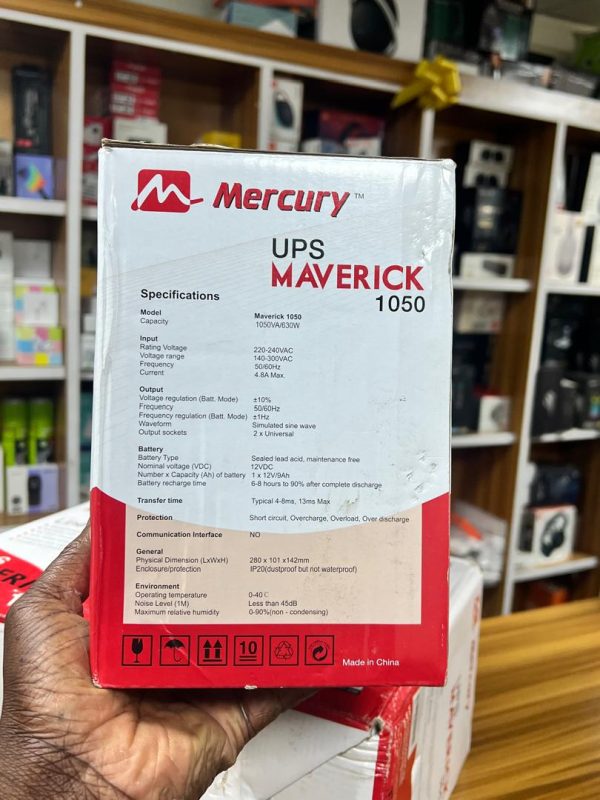 Mercury™
UPS
MAVERICK
1050
Specifications
Model Maverick 1050
Capacity 1050VA/630W
Input
Rating Voltage 220-240VAC
Voltage range 140-300VAC
Frequency 50/60Hz
Current 4.8A Max.
Output
Voltage regulation (Batt. Mode) ±10%
Frequency 50/60Hz
Frequency regulation (Batt. Mode) ±1Hz
Waveform Simulated sine wave
Output sockets 2 x Universal
Battery
Battery Type Sealed lead acid, maintenance free
Nominal voltage (VDC) 12VDC
Number x Capacity (Ah) of battery 1 x 12V/9Ah
Battery recharge time 6-8 hours to 90% after complete discharge
Transfer time Typical 4-8ms, 13ms Max
Protection Short circuit, Overcharge, Overload, Over discharge
Communication Interface NO
General
Physical Dimension (LxWxH) 280 x 101 x142mm
Enclosure/protection IP20(dustproof but not waterproof)
Environment
Operating temperature 0-40℃
Noise Level (1M) Less than 45dB
Maximum relative humidity 0-90%(non - condensing)
10
Made in China